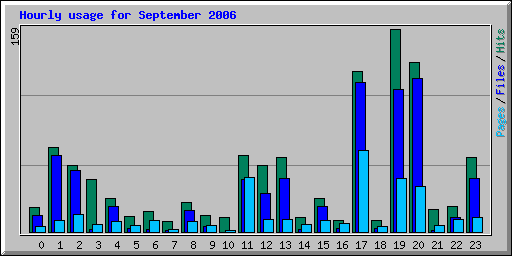 Hourly usage for September 2006
159
Pages/Files/Hits
0 1 2 3 4 5 6 7 8 9 10 11 12 13 14 15 16 17 18 19 20 21 22 23